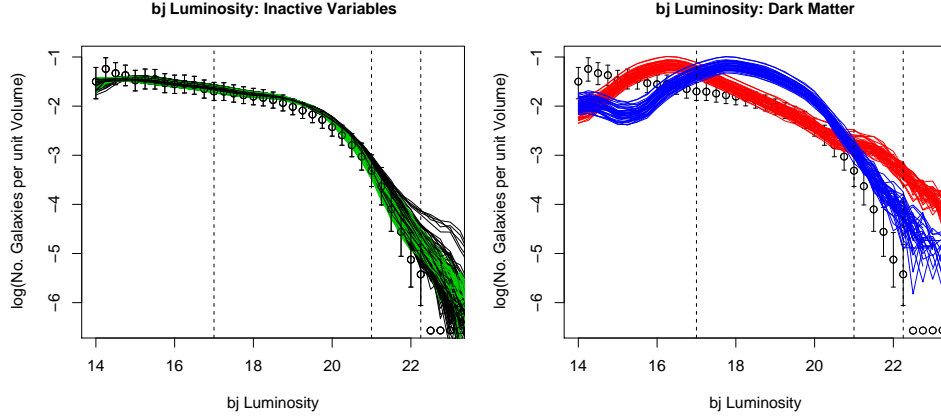 bj Luminosity: Inactive Variables
log(No. Galaxies per unit Volume)
-1
-2
-3
-4
-5
-6
14 16 18 20 22
bj Luminosity
bj Luminosity: Dark Matter
log(No. Galaxies per unit Volume)
-1
-2
-3
-4
-5
-6
14 16 18 20 22
bj Luminosity